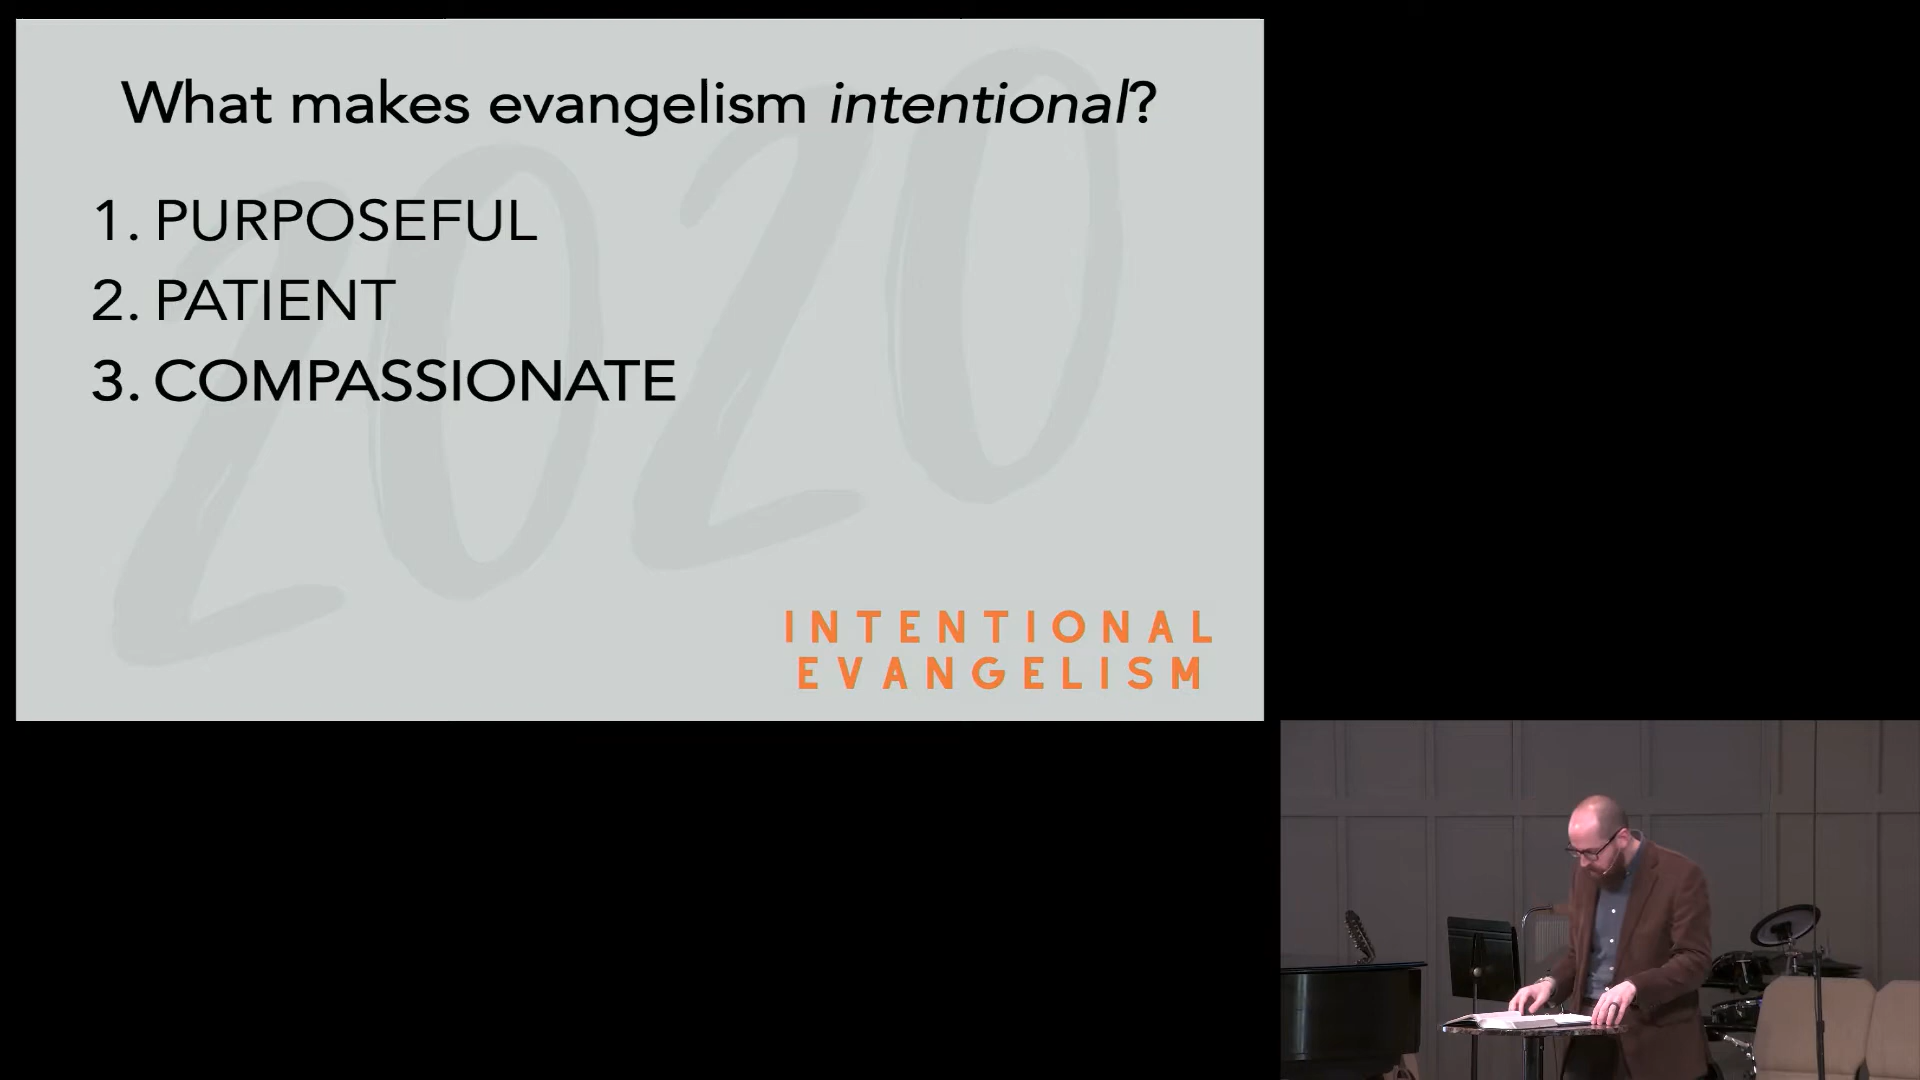 What makes evangelism intentional?
1. PURPOSEFUL
2. PATIENT
3. COMPASSIONATE
2020
INTENTIONAL
EVANGELISM